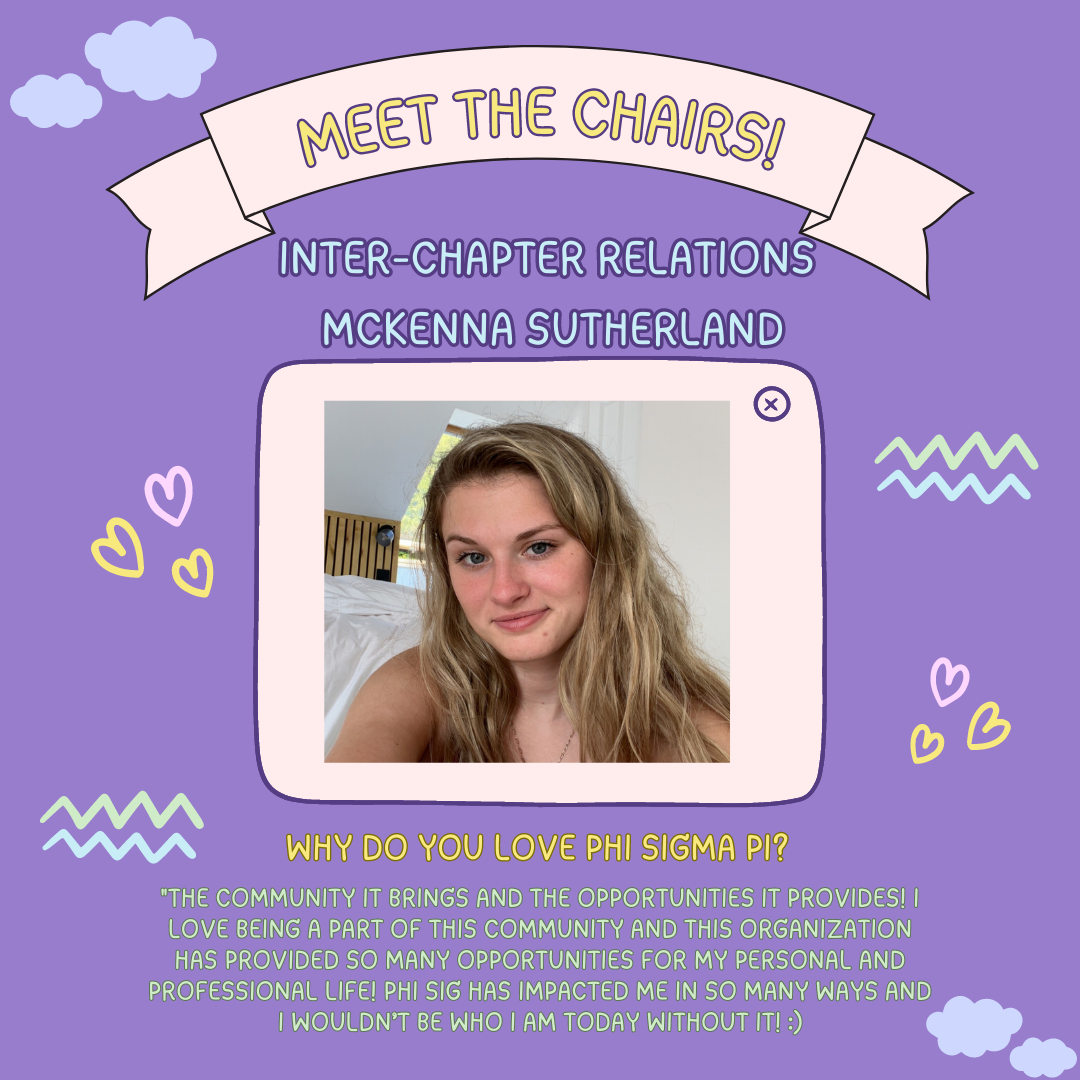 MEET THE CHAIRS!
INTER-CHAPTER RELATIONS
MCKENNA SUTHERLAND
WHY DO YOU LOVE PHI SIGMA PI?
"THE COMMUNITY IT BRINGS AND THE OPPORTUNITIES IT PROVIDES! I
LOVE BEING A PART OF THIS COMMUNITY AND THIS ORGANIZATION
HAS PROVIDED SO MANY OPPORTUNITIES FOR MY PERSONAL AND
PROFESSIONAL LIFE! PHI SIG HAS IMPACTED ME IN SO MANY WAYS AND
I WOULDN'T BE WHO I AM TODAY WITHOUT IT! :)